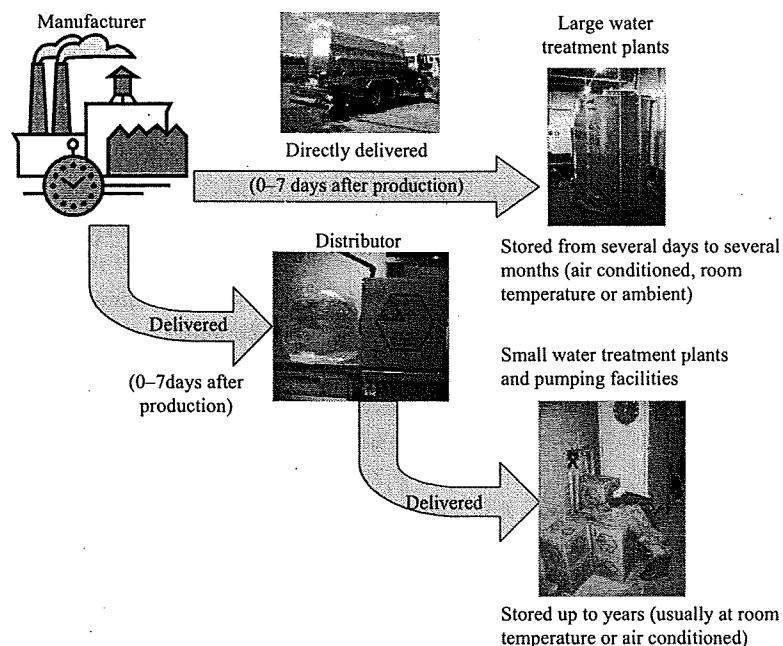 Manufacturer
Large water
treatment plants
Directly delivered
(0–7 days after production)
Stored from several days to several
months (air conditioned, room
temperature or ambient)
Distributor
Delivered
(0–7days after
production)
Small water treatment plants
and pumping facilities
Delivered
Stored up to years (usually at room
temperature or air conditioned)